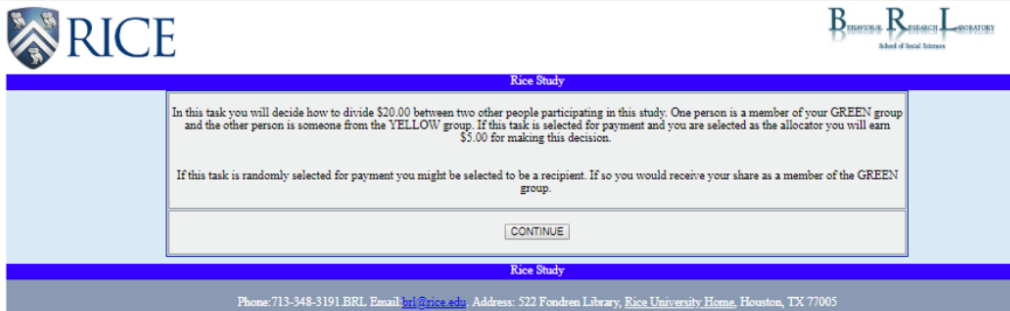 RICE
BEHAVIORAL RESEARCH LABORATORY
School of Social Sciences
Rice Study
In this task you will decide how to divide $20.00 between two other people participating in this study. One person is a member of your GREEN group
and the other person is someone from the YELLOW group. If this task is selected for payment and you are selected as the allocator you will earn
$5.00 for making this decision.
If this task is randomly selected for payment you might be selected to be a recipient. If so you would receive your share as a member of the GREEN
group.
CONTINUE
Rice Study
Phone:713-348-3191.BRL Email:brl@rice.edu. Address: 522 Fondren Library, Rice University Home, Houston, TX 77005